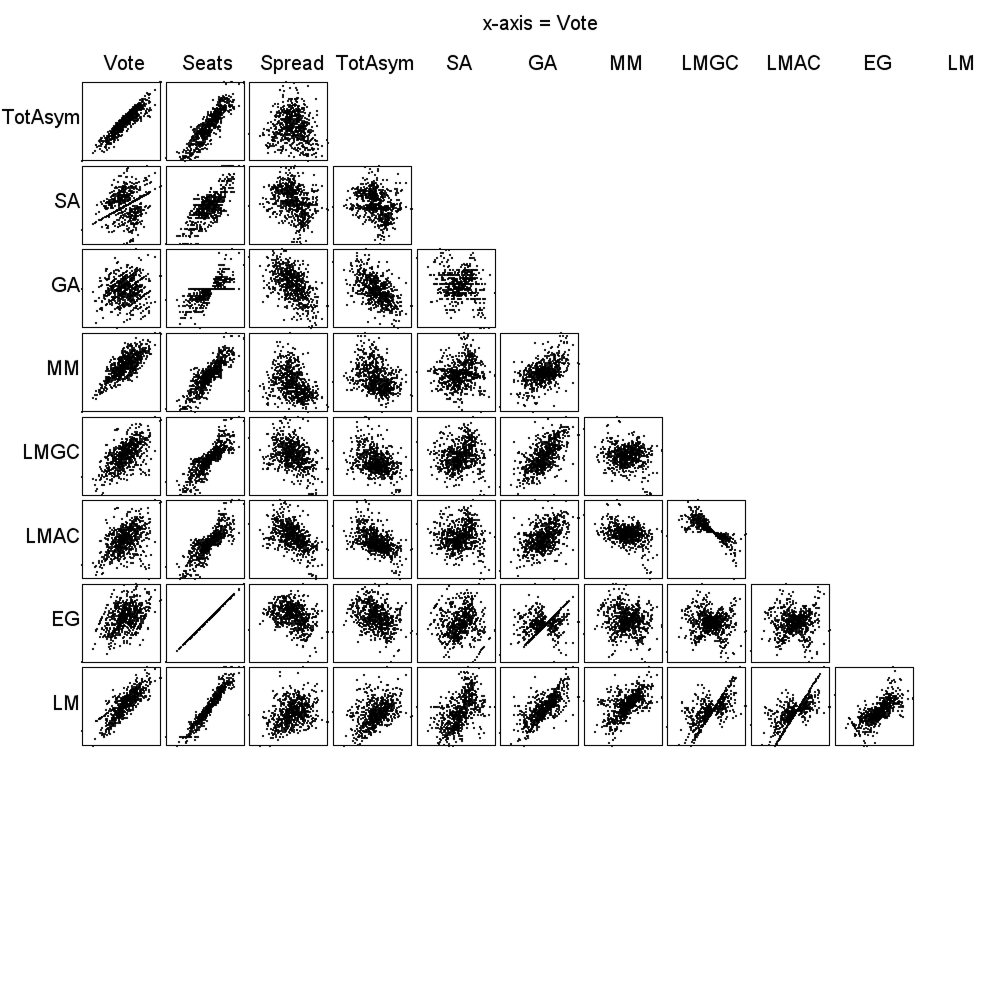 x-axis = Vote
Vote Seats Spread TotAsym SA GA MM LMGC LMAC EG LM
TotAsym
SA
GA
MM
LMGC
LMAC
EG
LM